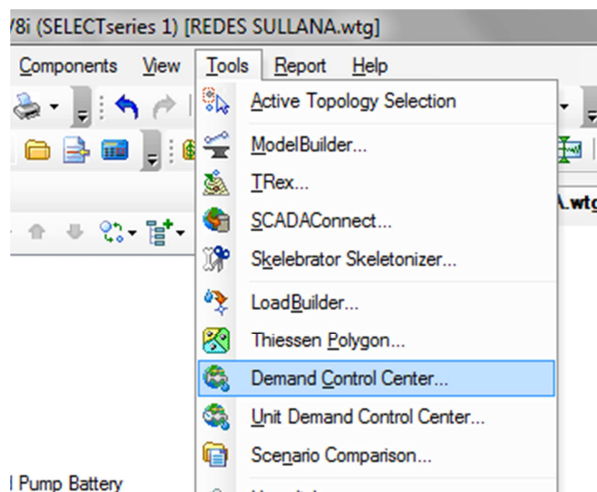 /8i (SELECTseries 1) [REDES SULLANA.wtg]
Components View Tools Report Help
Active Topology Selection
ModelBuilder...
TRex...
A.wtg
SCADAConnect...
Skelebrator Skeletonizer...
LoadBuilder...
Thiessen Polygon...
Demand Control Center...
Unit Demand Control Center...
Scenario Comparison...
Pump Battery